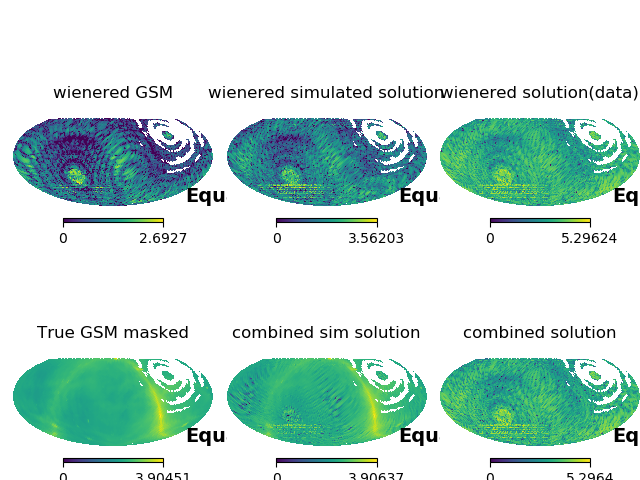 wienered GSM
wienered simulated solution
wienered solution(data)
Equ
Equ
Eq
0 2.6927
0 3.56203
0 5.29624
True GSM masked
combined sim solution
combined solution
Equ
Equ
Eq
0 3.90451
0 3.90637
0 5.2964